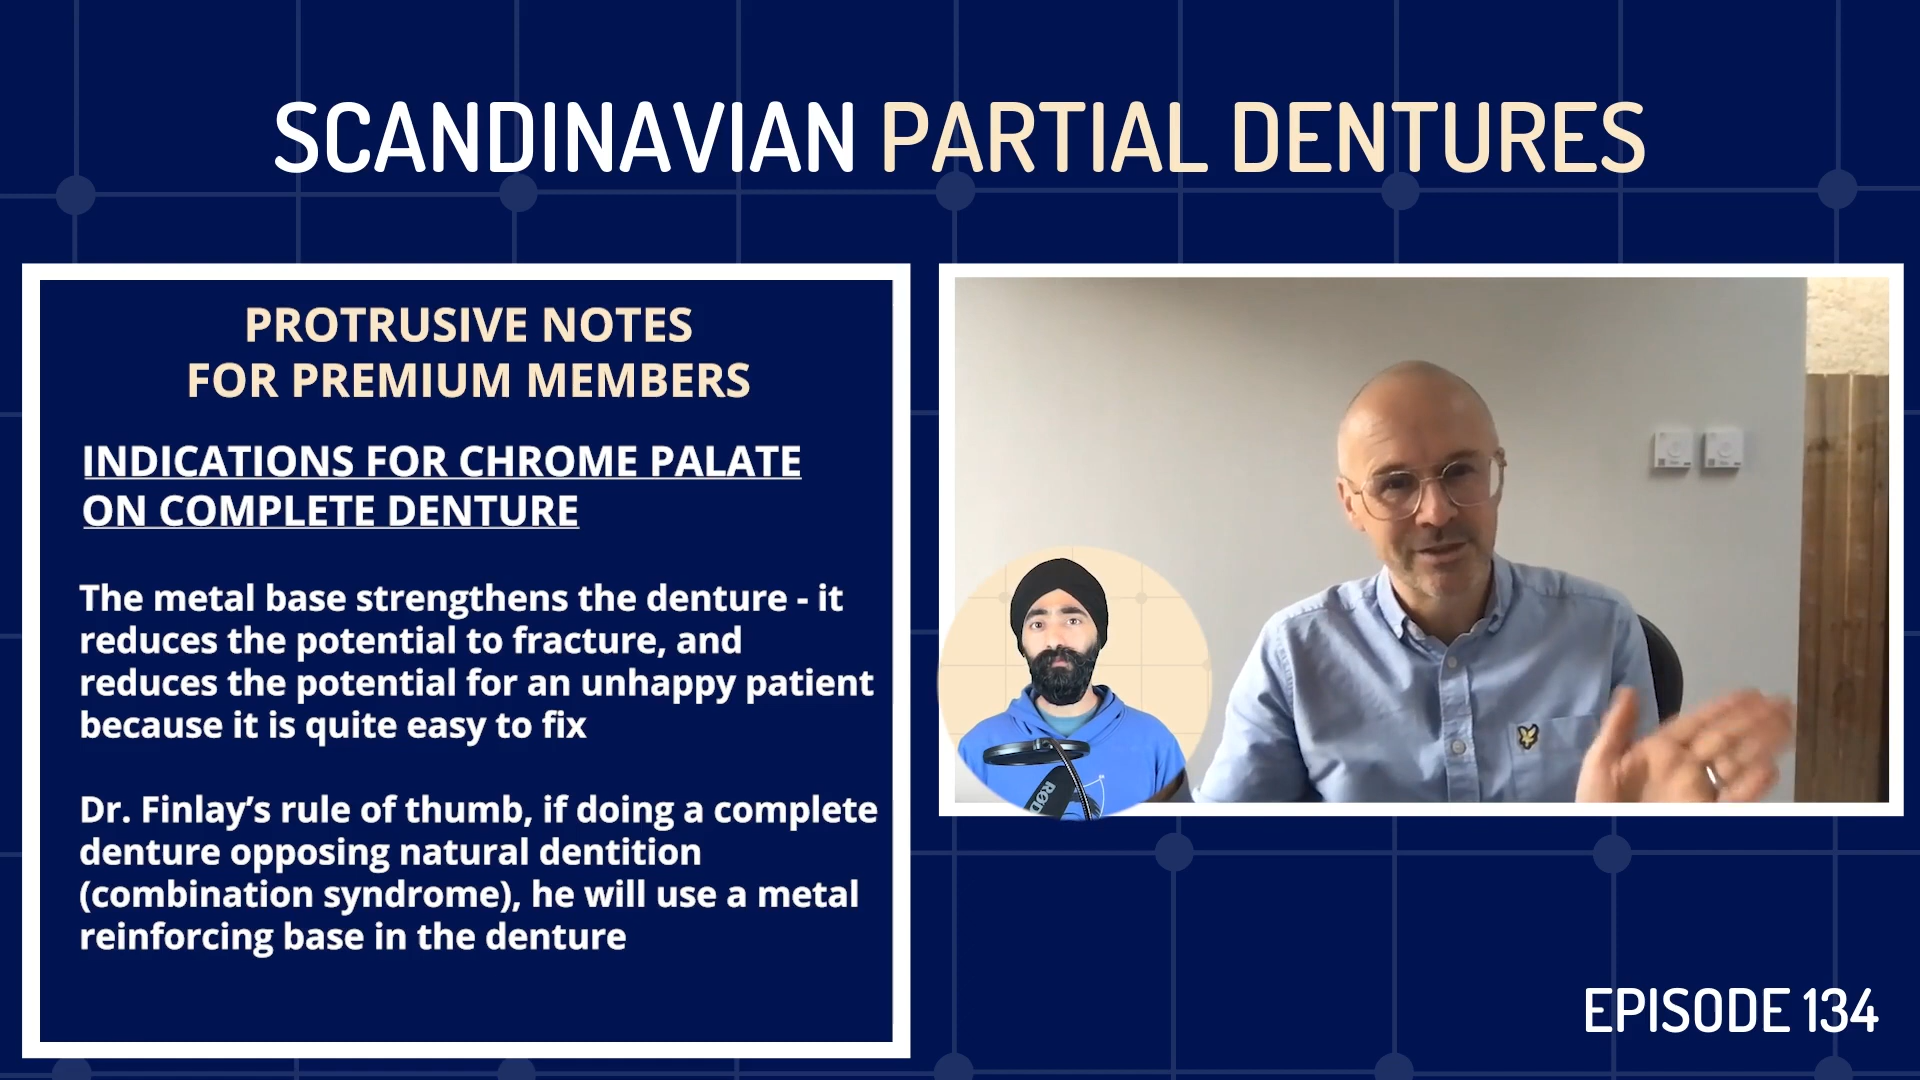 SCANDINAVIAN PARTIAL DENTURES
PROTRUSIVE NOTES
FOR PREMIUM MEMBERS
INDICATIONS FOR CHROME PALATE
ON COMPLETE DENTURE
The metal base strengthens the denture - it
reduces the potential to fracture, and
reduces the potential for an unhappy patient
because it is quite easy to fix
Dr. Finlay’s rule of thumb, if doing a complete
denture opposing natural dentition
(combination syndrome), he will use a metal
reinforcing base in the denture
RØD
EPISODE 134